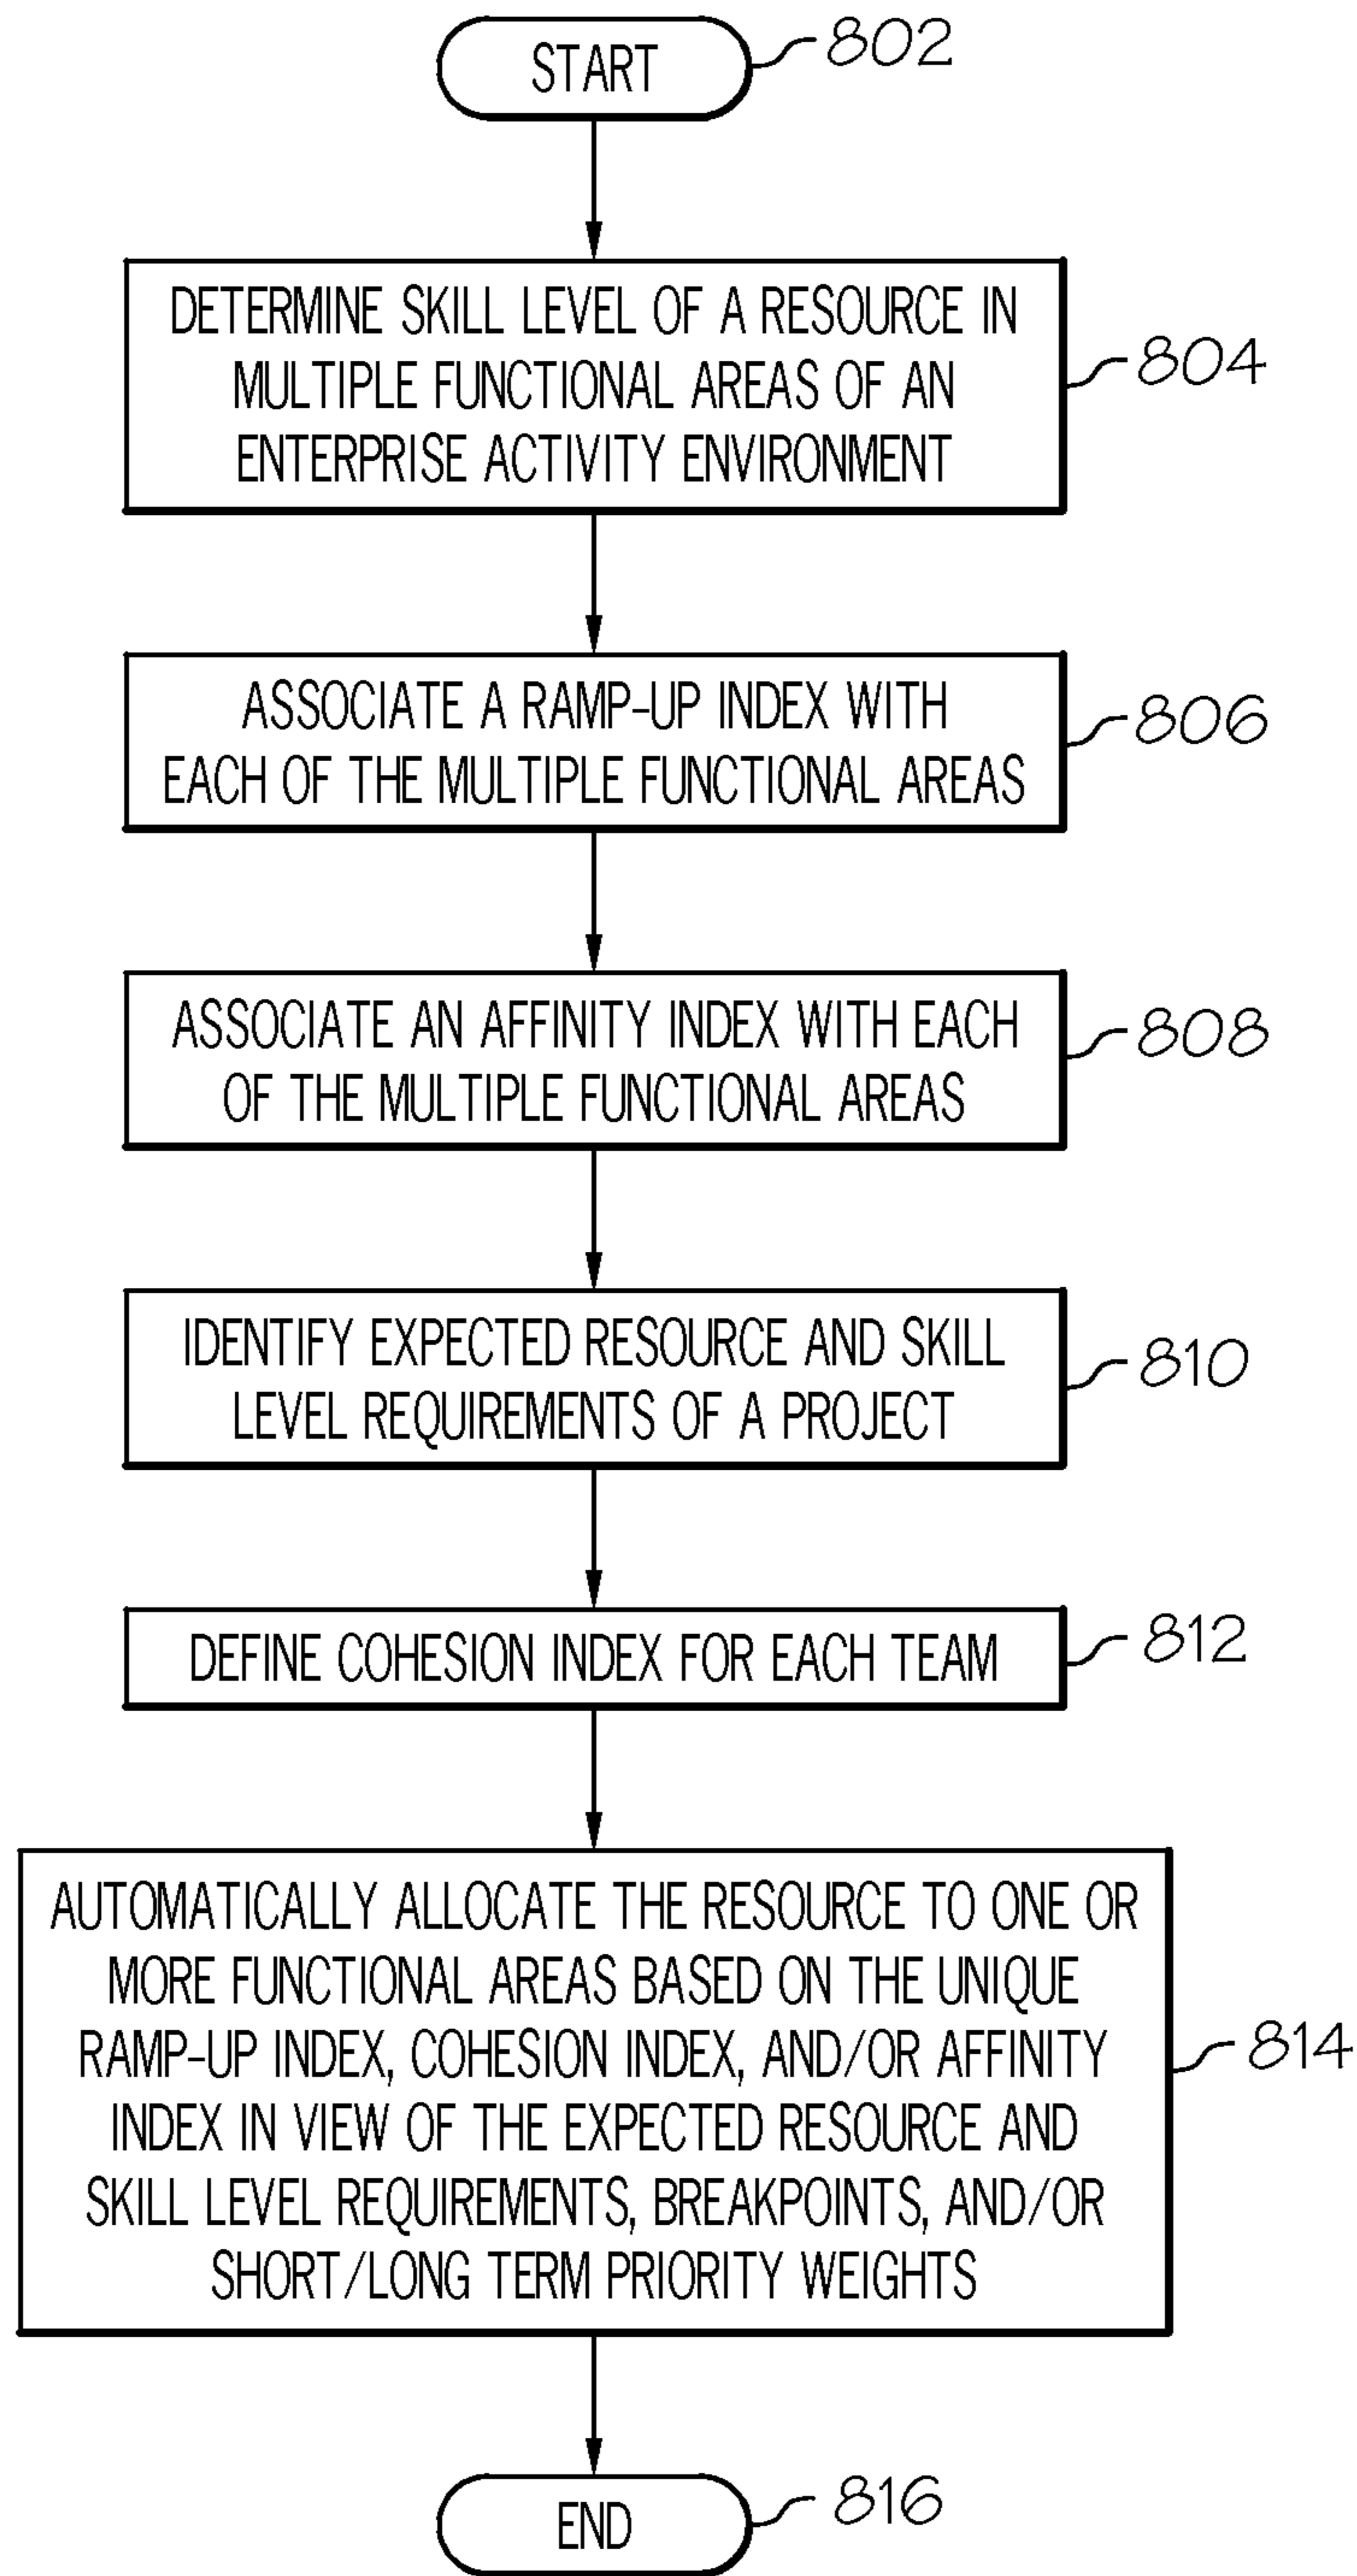 START
802
DETERMINE SKILL LEVEL OF A RESOURCE IN
MULTIPLE FUNCTIONAL AREAS OF AN
ENTERPRISE ACTIVITY ENVIRONMENT
804
ASSOCIATE A RAMP-UP INDEX WITH
EACH OF THE MULTIPLE FUNCTIONAL AREAS
806
ASSOCIATE AN AFFINITY INDEX WITH EACH
OF THE MULTIPLE FUNCTIONAL AREAS
808
IDENTIFY EXPECTED RESOURCE AND SKILL
LEVEL REQUIREMENTS OF A PROJECT
810
DEFINE COHESION INDEX FOR EACH TEAM
812
AUTOMATICALLY ALLOCATE THE RESOURCE TO ONE OR
MORE FUNCTIONAL AREAS BASED ON THE UNIQUE
RAMP-UP INDEX, COHESION INDEX, AND/OR AFFINITY
INDEX IN VIEW OF THE EXPECTED RESOURCE AND
SKILL LEVEL REQUIREMENTS, BREAKPOINTS, AND/OR
SHORT/LONG TERM PRIORITY WEIGHTS
814
END
816